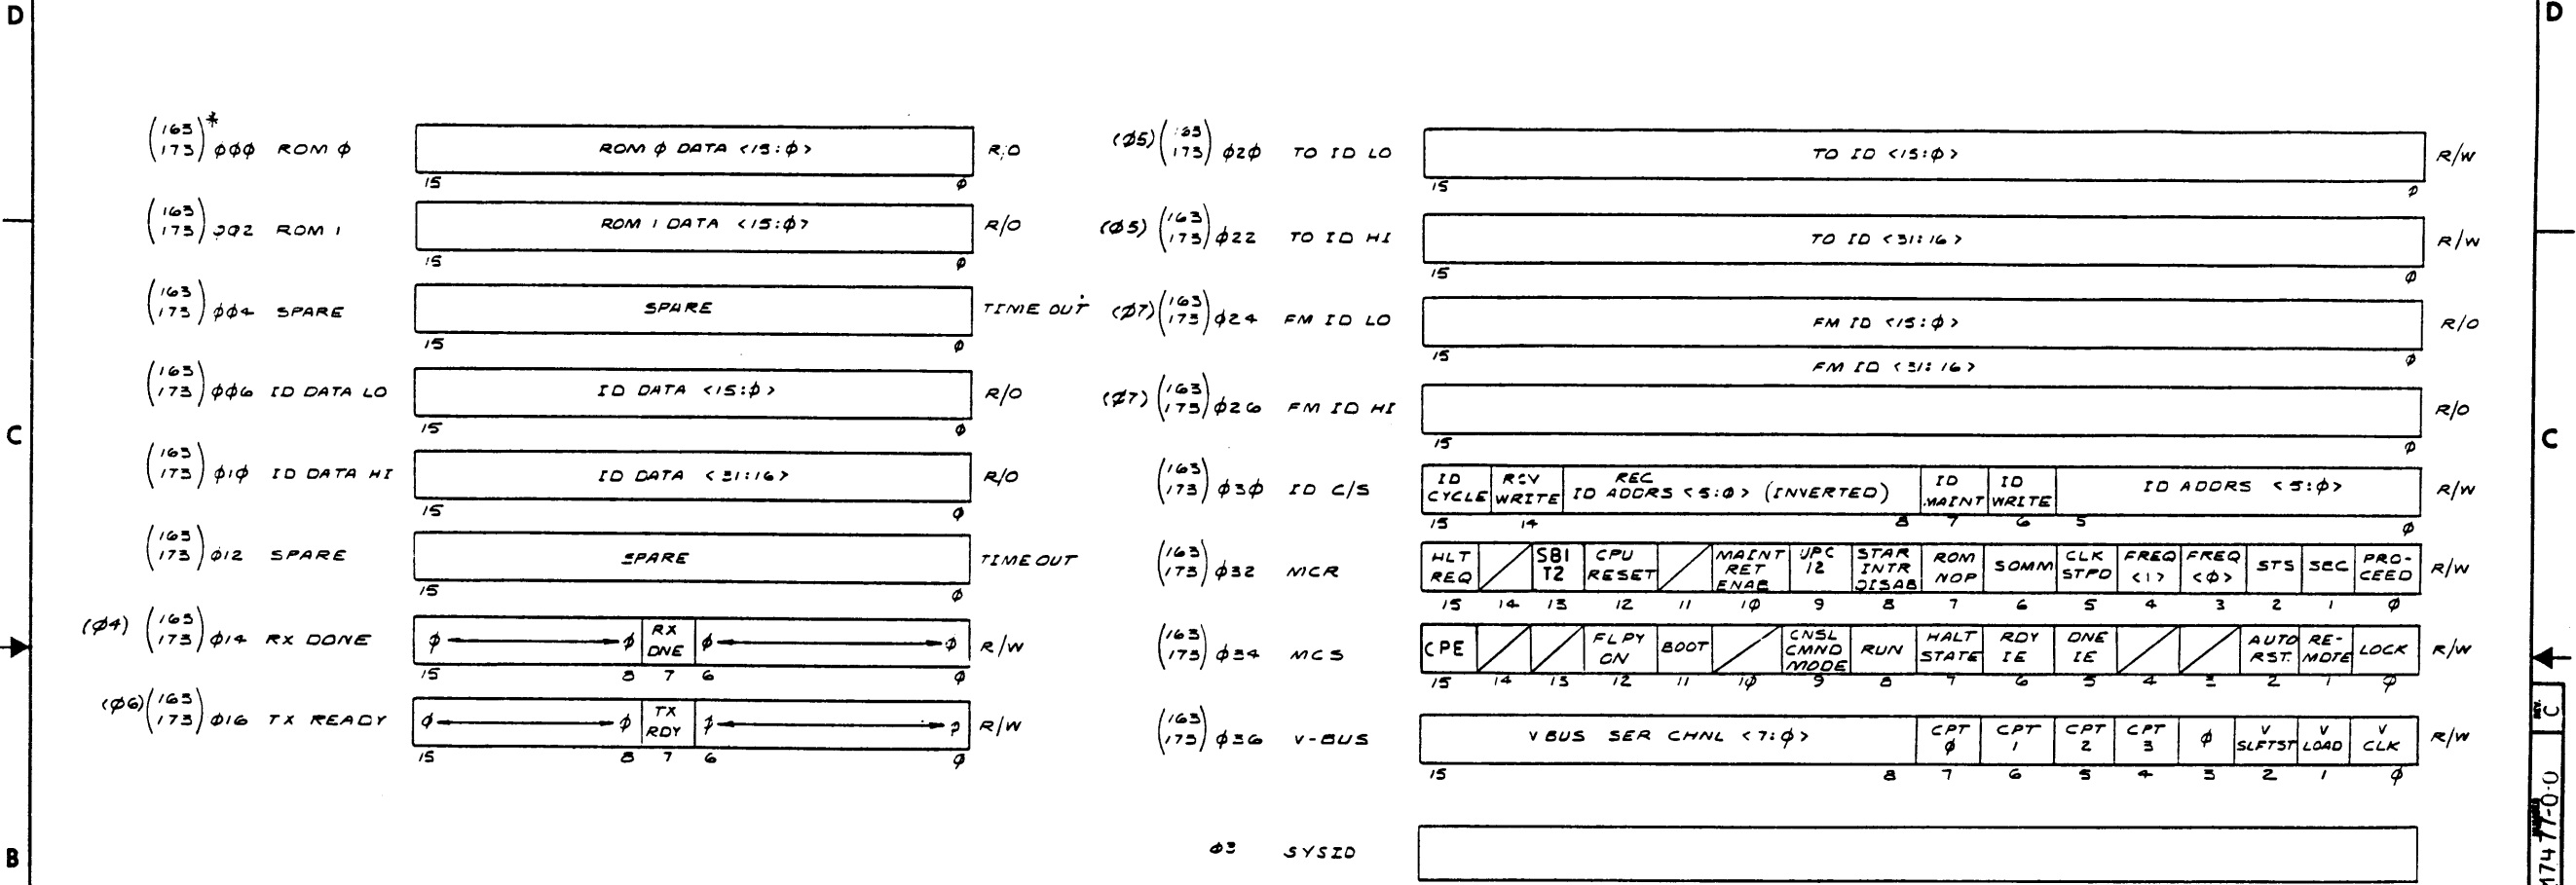 D D
(163/173)* ø ø ø ROM ø ROM ø DATA <15:ø> R/O
15 ø
(163/173) 002 ROM 1 ROM 1 DATA <15:ø> R/O
15 ø
(163/173) øø4 SPARE SPARE TIME OUT
15 ø
(163/173) øø6 ID DATA LO ID DATA <15:ø> R/O
15 ø
(163/173) ø1ø ID DATA HI ID DATA <31:16> R/O
15 ø
(163/173) ø12 SPARE SPARE TIME OUT
15 ø
(ø4) (163/173) ø14 RX DONE ø ø RX DNE ø ø R/W
15 8 7 6 ø
(ø6) (163/173) ø16 TX READY ø ø TX RDY ø ø R/W
15 8 7 6 ø
(ø5) (163/173) ø2ø TO ID LO TO ID <15:ø> R/W
15 ø
(ø5) (163/173) ø22 TO ID HI TO ID <31:16> R/W
15 ø
(ø7) (163/173) ø24 FM ID LO FM ID <15:ø> R/O
15 ø
FM ID <31:16>
(ø7) (163/173) ø26 FM ID HI R/O
15 ø
C C
(163/173) ø3ø ID C/S ID CYCLE RCV WRITE REC ID ADDRS <5:ø> (INVERTED) ID MAINT ID WRITE ID ADDRS <5:ø> R/W
15 14 8 7 6 5 ø
(163/173) ø32 MCR HLT REQ SBI T2 CPU RESET MAINT RET ENAB UPC 12 STAR INTR DISAB ROM NOP SOMM CLK STPD FREQ <1> FREQ <ø> STS SBC PRO-CEED R/W
15 14 13 12 11 1ø 9 8 7 6 5 4 3 2 1 ø
(163/173) ø34 MCS CPE FLPY ON BOOT CNSL CMND MODE RUN HALT STATE RDY IE DNE IE AUTO RST. RE-MOTE LOCK R/W
15 14 13 12 11 1ø 9 8 7 6 5 4 3 2 1 ø
(163/173) ø36 V-BUS V BUS SER CHNL <7:ø> CPT ø CPT 1 CPT 2 CPT 3 ø V SLFTST V LOAD V CLK R/W
15 8 7 6 5 4 3 2 1 ø
ø3 SYSID
B
REV. C
M7477-0-0